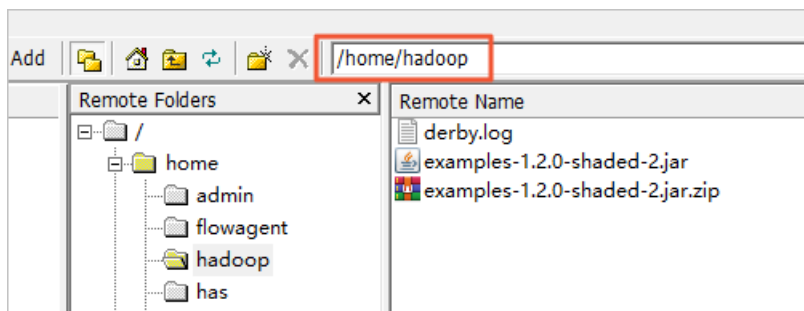 Add
/home/hadoop
Remote Folders
/
home
admin
flowagent
hadoop
has
Remote Name
derby.log
examples-1.2.0-shaded-2.jar
examples-1.2.0-shaded-2.jar.zip